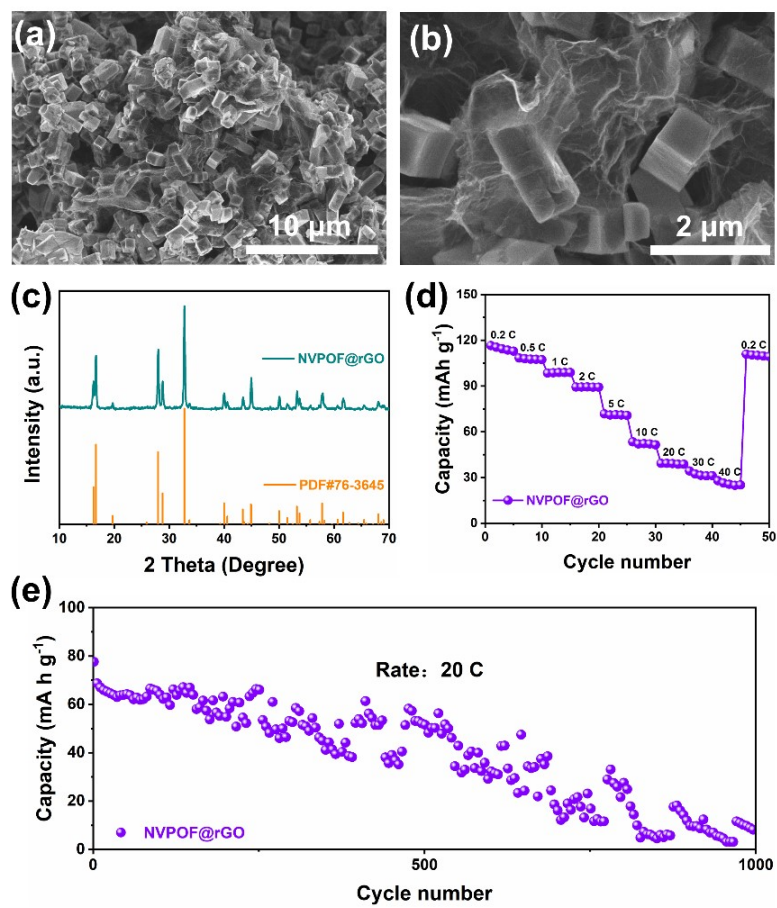 (a)
10 µm
(b)
2 µm
(c)
NVPOF@rGO
PDF#76-3645
Intensity (a.u.)
10 20 30 40 50 60 70
2 Theta (Degree)
(d)
150
120
90
60
30
0
Capacity (mAh g-1)
0.2 C
0.5 C
1 C
2 C
5 C
10 C
20 C
30 C
40 C
0.2 C
NVPOF@rGO
0 10 20 30 40 50
Cycle number
(e)
100
80
60
40
20
0
Capacity (mA h g-1)
Rate: 20 C
NVPOF@rGO
0 500 1000
Cycle number